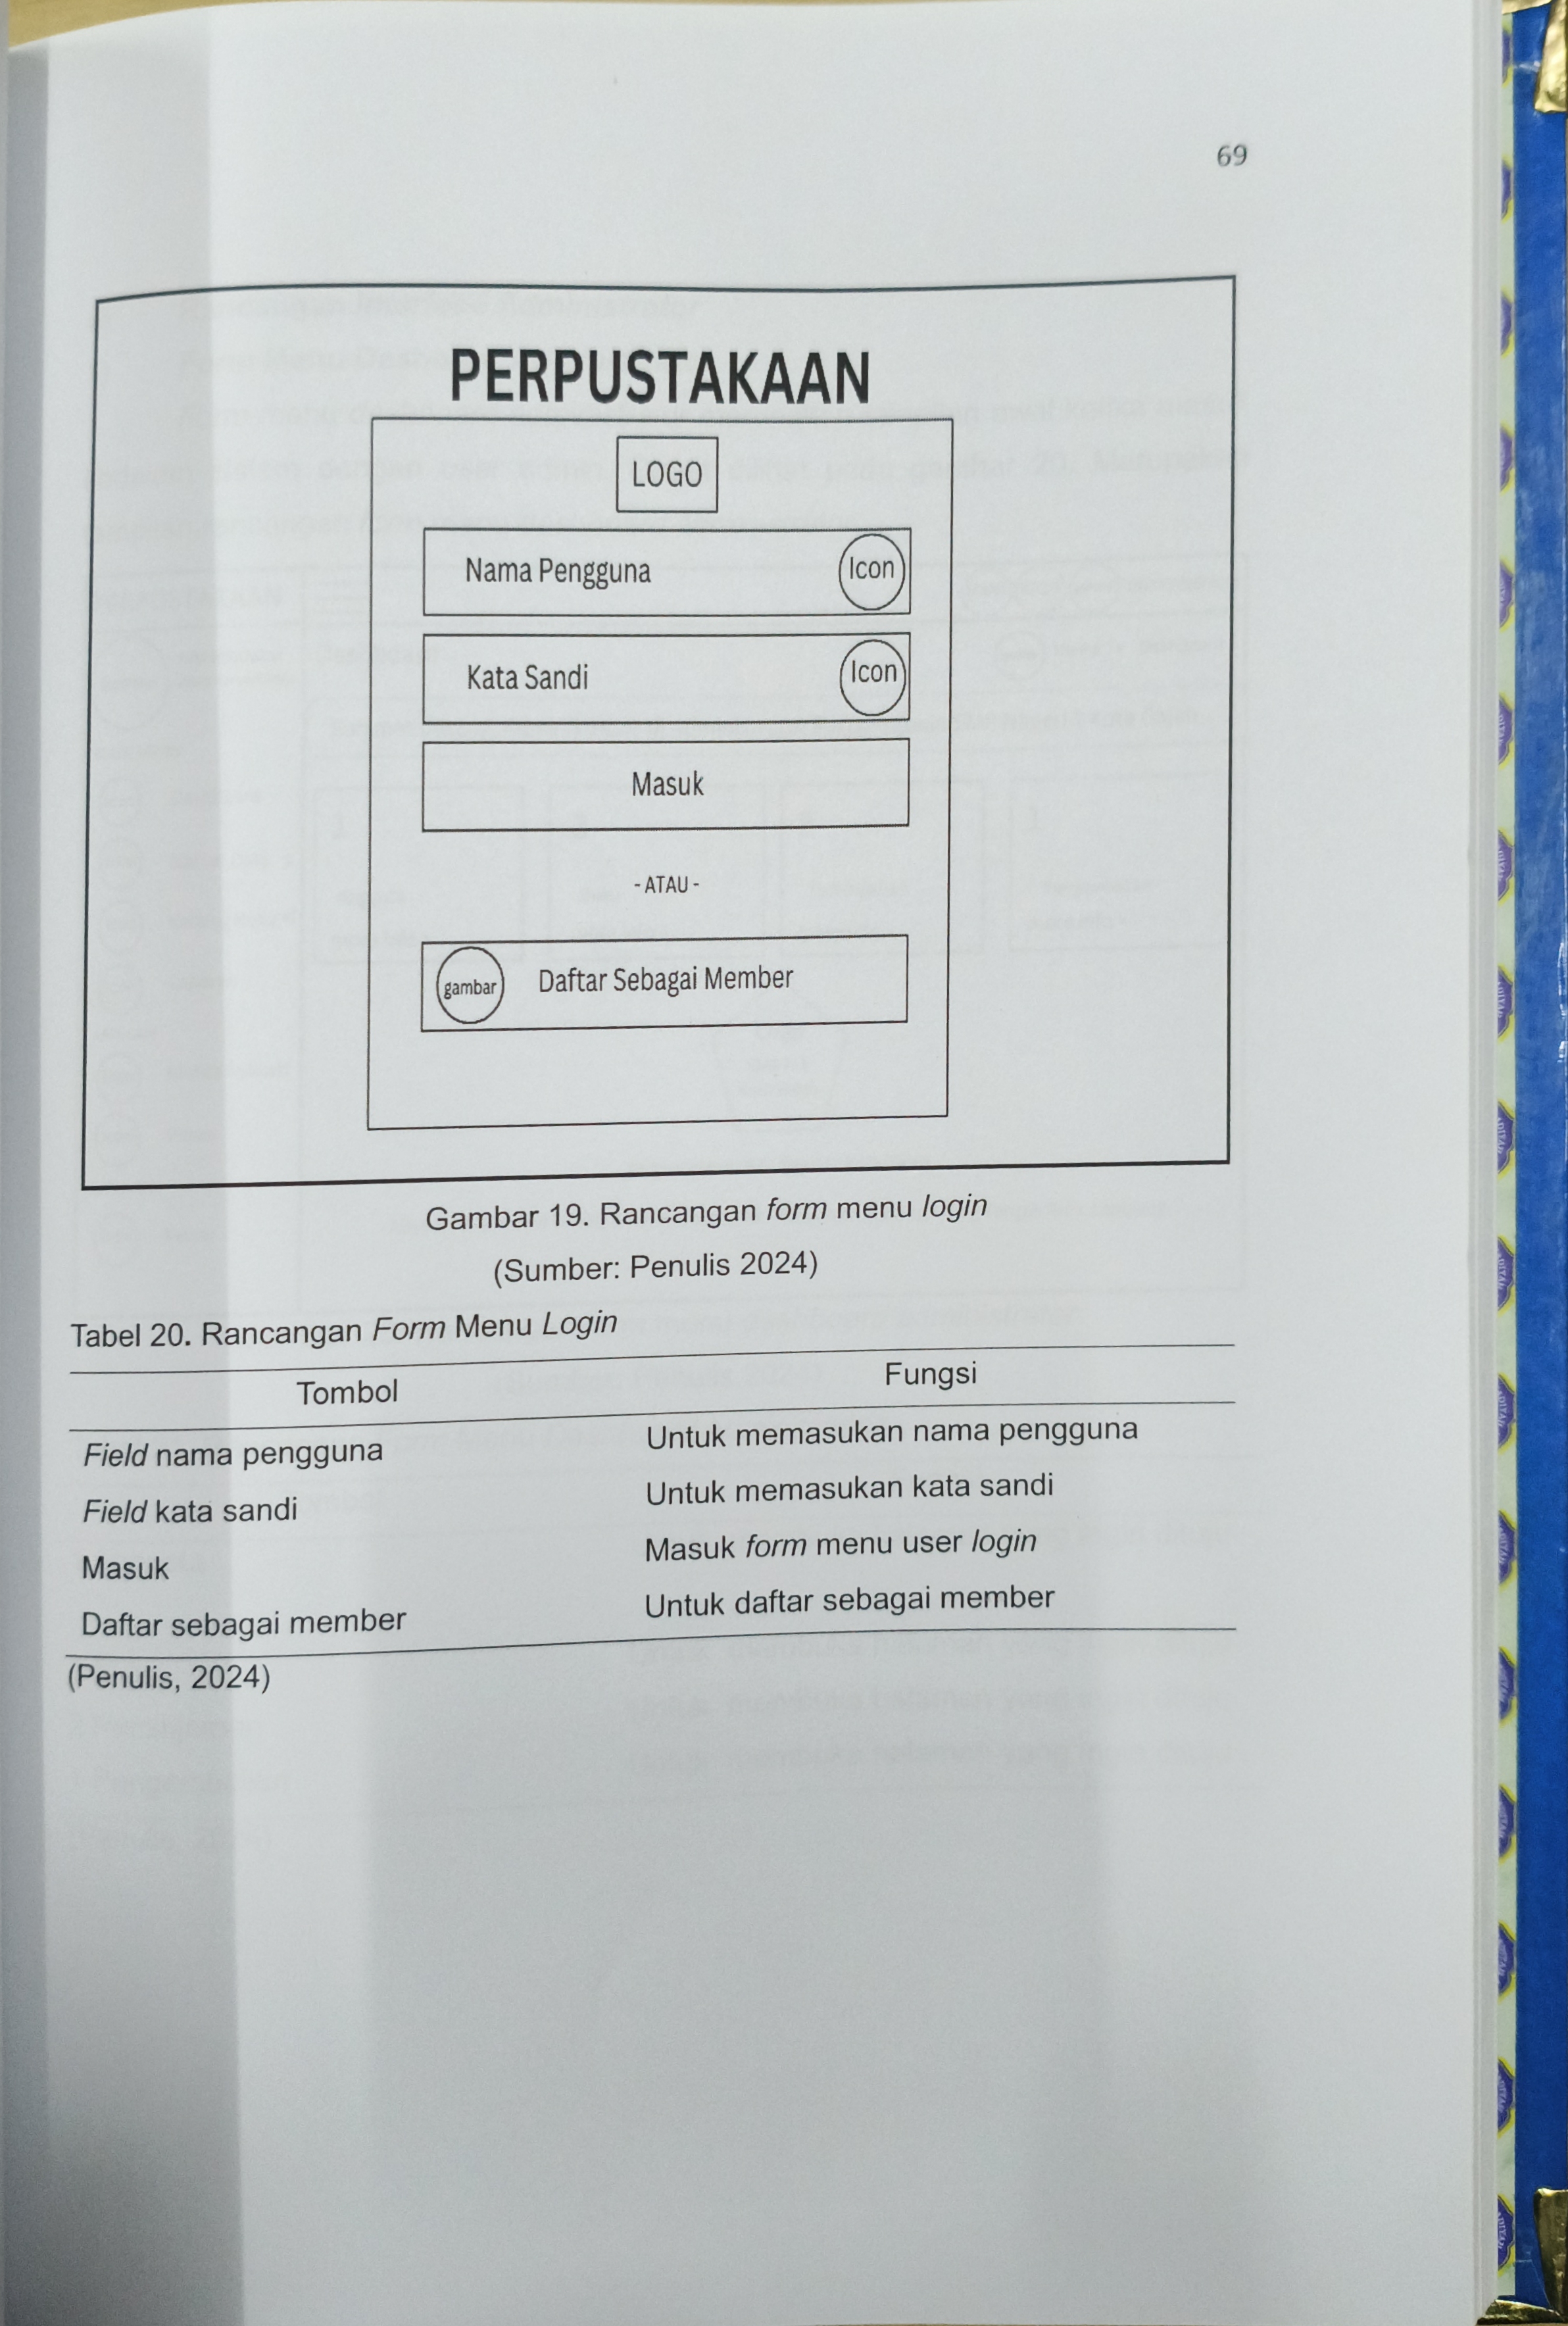 69
PERPUSTAKAAN
LOGO
Nama Pengguna Icon
Kata Sandi Icon
Masuk
- ATAU -
gambar Daftar Sebagai Member
Gambar 19. Rancangan form menu login
(Sumber: Penulis 2024)
Tabel 20. Rancangan Form Menu Login
Tombol Fungsi
Field nama pengguna Untuk memasukan nama pengguna
Field kata sandi Untuk memasukan kata sandi
Masuk Masuk form menu user login
Daftar sebagai member Untuk daftar sebagai member
(Penulis, 2024)